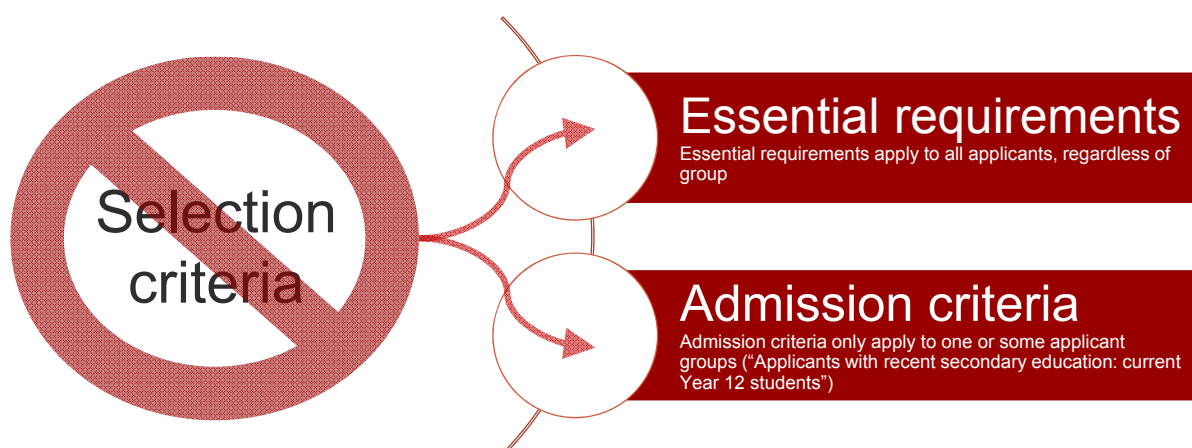 Selection
criteria
Essential requirements
Essential requirements apply to all applicants, regardless of
group
Admission criteria
Admission criteria only apply to one or some applicant
groups (“Applicants with recent secondary education: current
Year 12 students”)